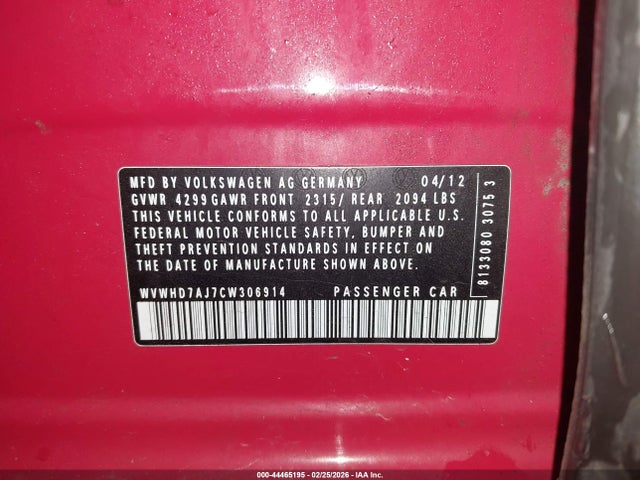 MFD BY VOLKSWAGEN AG GERMANY 04/12
GVWR 4299 GAWR FRONT 2315/ REAR 2094 LBS
THIS VEHICLE CONFORMS TO ALL APPLICABLE U.S.
FEDERAL MOTOR VEHICLE SAFETY, BUMPER AND
THEFT PREVENTION STANDARDS IN EFFECT ON
THE DATE OF MANUFACTURE SHOWN ABOVE.
WVWHD7AJ7CW306914 PASSENGER CAR
8133080 3075 3
000-44465195 - 02/25/2026 - IAA Inc.